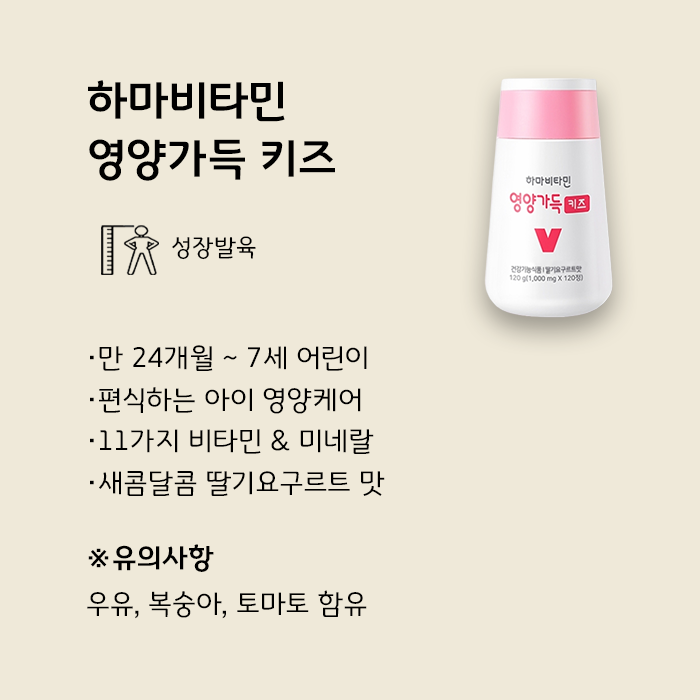 하마비타민
영양가득 키즈
성장발육
하마비타민
영양가득 키즈
건강기능식품 | 딸기요구르트맛
120 g(1,000 mg X 120정)
·만 24개월 ~ 7세 어린이
·편식하는 아이 영양케어
·11가지 비타민 & 미네랄
·새콤달콤 딸기요구르트 맛
※유의사항
우유, 복숭아, 토마토 함유